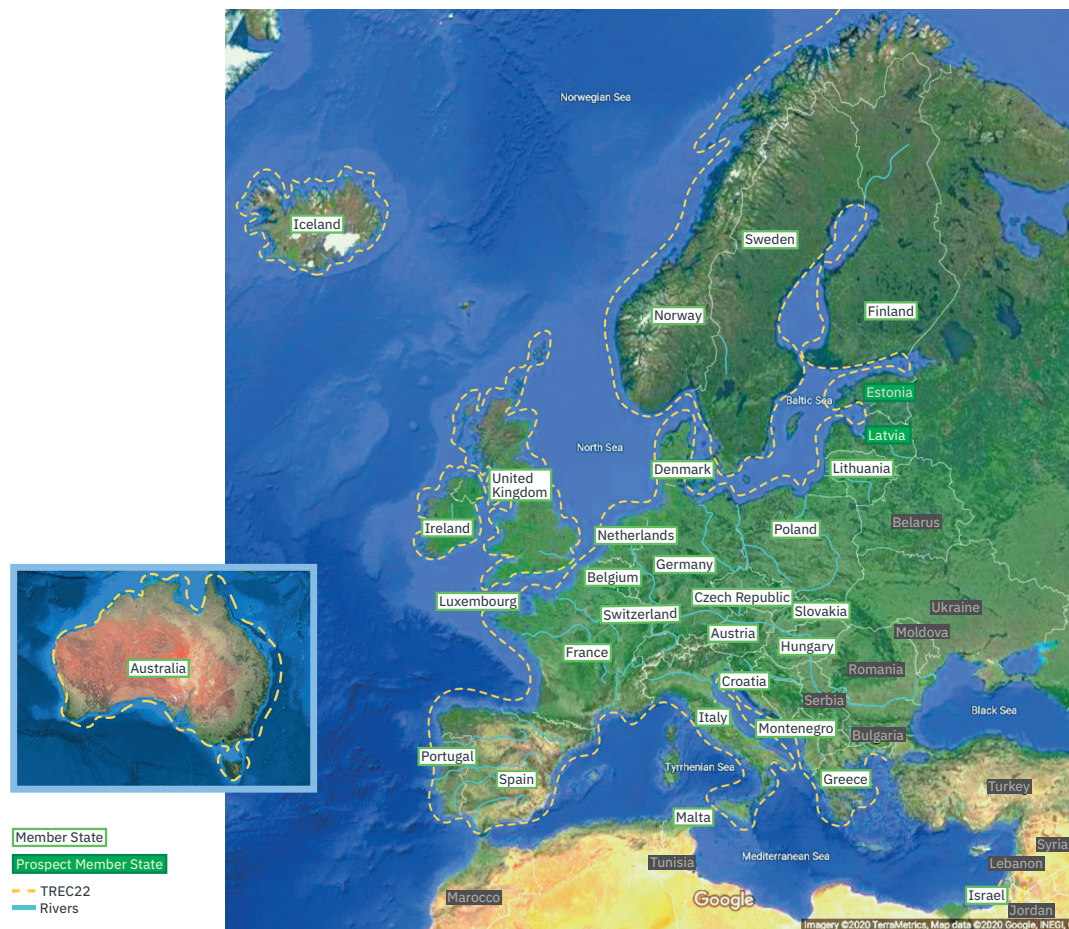 Norwegian Sea
Iceland
Sweden
Norway
Finland
Estonia
Baltic Sea
Latvia
North Sea
Denmark
Lithuania
United
Kingdom
Ireland
Netherlands
Poland
Belarus
Germany
Belgium
Czech Republic
Luxembourg
Switzerland
Slovakia
Ukraine
Austria
Moldova
Hungary
France
Australia
Romania
Croatia
Serbia
Italy
Black Sea
Montenegro
Bulgaria
Portugal
Tyrrhenian Sea
Spain
Greece
Turkey
Malta
Member State
Syria
Mediterranean Sea
Tunisia
Lebanon
Prospect Member State
TREC22
Marocco
Google
Israel
Rivers
Jordan
Imagery ©2020 TerraMetrics, Map data ©2020 Google, INEGI,